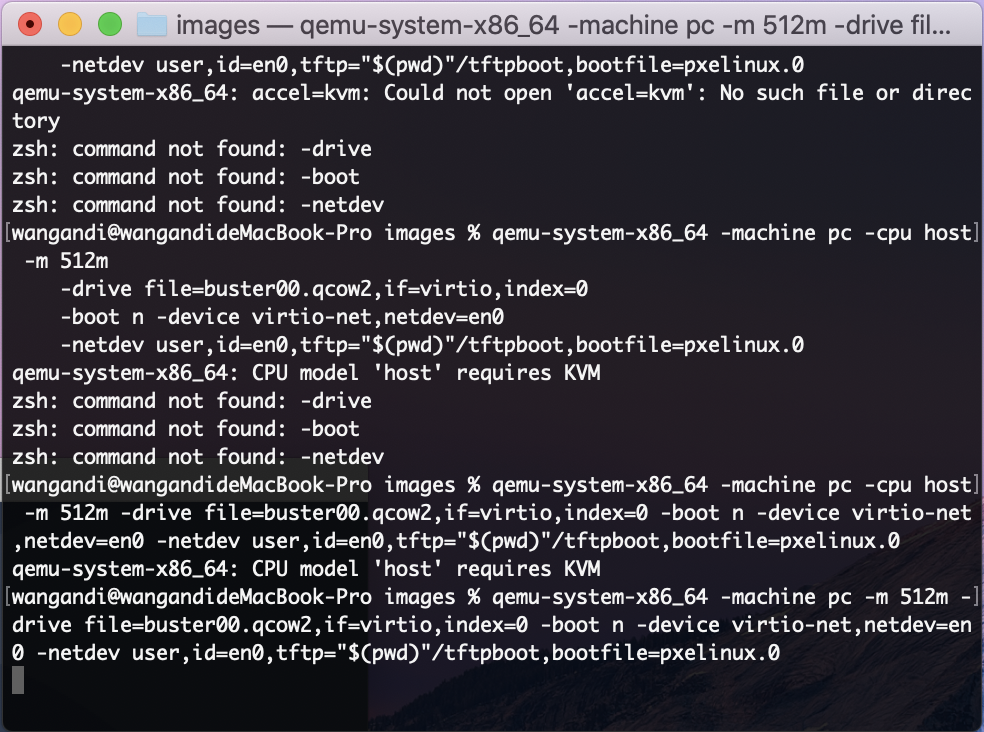 images — qemu-system-x86_64 -machine pc -m 512m -drive fil...
    -netdev user,id=en0,tftp="$(pwd)"/tftpboot,bootfile=pxelinux.0
qemu-system-x86_64: accel=kvm: Could not open 'accel=kvm': No such file or direc
tory
zsh: command not found: -drive
zsh: command not found: -boot
zsh: command not found: -netdev
[wangandi@wangandideMacBook-Pro images % qemu-system-x86_64 -machine pc -cpu host]
 -m 512m
    -drive file=buster00.qcow2,if=virtio,index=0
    -boot n -device virtio-net,netdev=en0
    -netdev user,id=en0,tftp="$(pwd)"/tftpboot,bootfile=pxelinux.0
qemu-system-x86_64: CPU model 'host' requires KVM
zsh: command not found: -drive
zsh: command not found: -boot
zsh: command not found: -netdev
[wangandi@wangandideMacBook-Pro images % qemu-system-x86_64 -machine pc -cpu host]
 -m 512m -drive file=buster00.qcow2,if=virtio,index=0 -boot n -device virtio-net
,netdev=en0 -netdev user,id=en0,tftp="$(pwd)"/tftpboot,bootfile=pxelinux.0
qemu-system-x86_64: CPU model 'host' requires KVM
[wangandi@wangandideMacBook-Pro images % qemu-system-x86_64 -machine pc -m 512m -]
drive file=buster00.qcow2,if=virtio,index=0 -boot n -device virtio-net,netdev=en
0 -netdev user,id=en0,tftp="$(pwd)"/tftpboot,bootfile=pxelinux.0